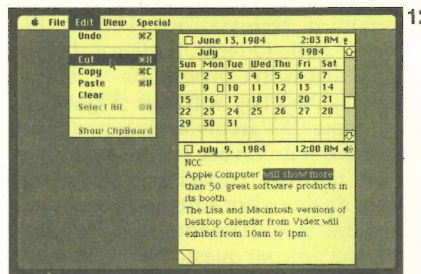 File Edit View Special
12
Undo ⌘Z
Cut ⌘X
Copy ⌘C
Paste ⌘V
Clear
Select All ⌘A
Show ClipBoard
June 13, 1984 2:03 AM
July 1984
Sun Mon Tue Wed Thu Fri Sat
1 2 3 4 5 6 7
8 9 10 11 12 13 14
15 16 17 18 19 20 21
22 23 24 25 26 27 28
29 30 31
July 9, 1984 12:00 AM
NCC
Apple Computer will show more
than 50 great software products in
its booth.
The Lisa and Macintosh versions of
Desktop Calendar from Videx will
exhibit from 10am to 1pm.